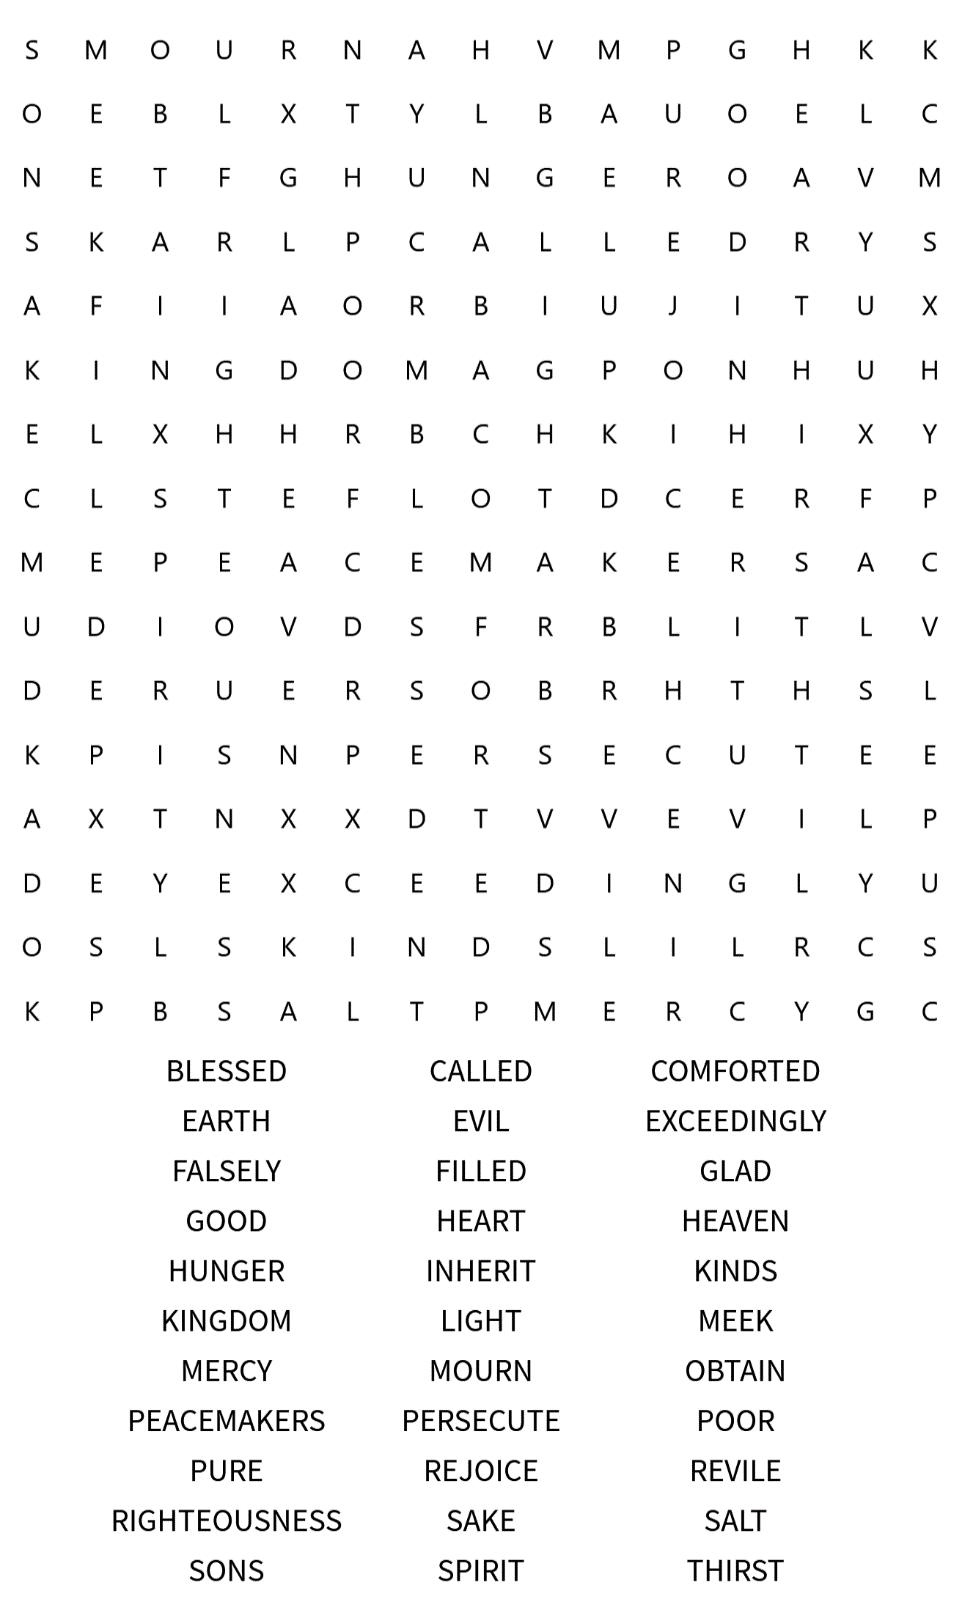 S M O U R N A H V M P G H K K
O E B L X T Y L B A U O E L C
N E T F G H U N G E R O A V M
S K A R L P C A L L E D R Y S
A F I I A O R B I U J I T U X
K I N G D O M A G P O N H U H
E L X H H R B C H K I H I X Y
C L S T E F L O T D C E R F P
M E P E A C E M A K E R S A C
U D I O V D S F R B L I T L V
D E R U E R S O B R H T H S L
K P I S N P E R S E C U T E E
A X T N X X D T V V E V I L P
D E Y E X C E E D I N G L Y U
O S L S K I N D S L I L R C S
K P B S A L T P M E R C Y G C
BLESSED CALLED COMFORTED
EARTH EVIL EXCEEDINGLY
FALSELY FILLED GLAD
GOOD HEART HEAVEN
HUNGER INHERIT KINDS
KINGDOM LIGHT MEEK
MERCY MOURN OBTAIN
PEACEMAKERS PERSECUTE POOR
PURE REJOICE REVILE
RIGHTEOUSNESS SAKE SALT
SONS SPIRIT THIRST